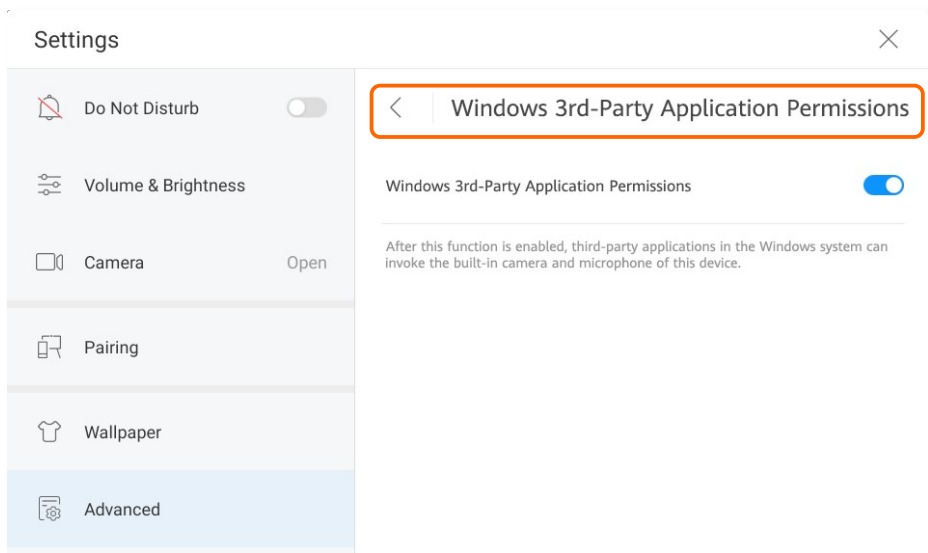 Settings
Do Not Disturb
Volume & Brightness
Camera
Open
Pairing
Wallpaper
Advanced
Windows 3rd-Party Application Permissions
Windows 3rd-Party Application Permissions
After this function is enabled, third-party applications in the Windows system can
invoke the built-in camera and microphone of this device.